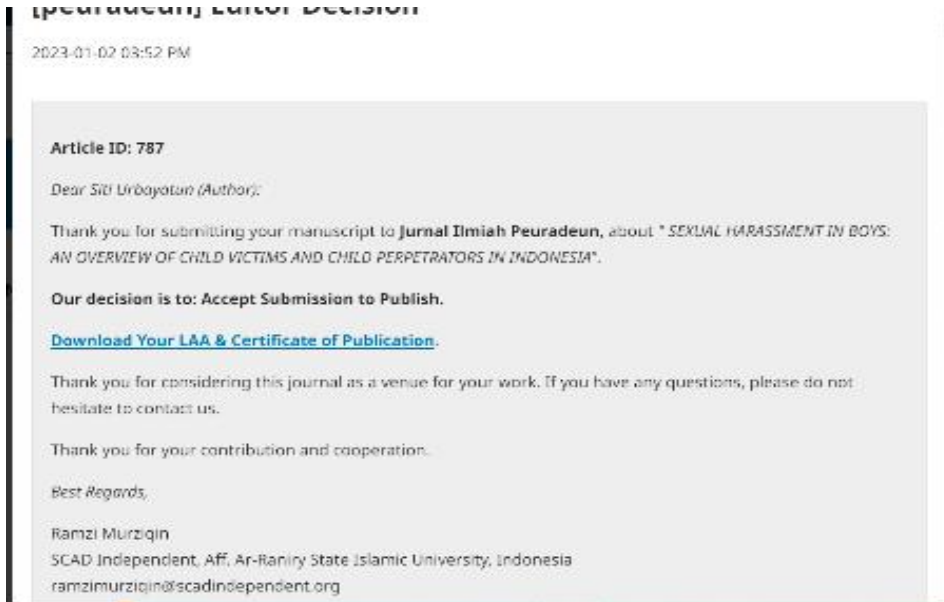 [peuradeun] Editor Decision
2023-01-02 03:52 PM
Article ID: 787
Dear Siti Urbayatun (Author):
Thank you for submitting your manuscript to Jurnal Ilmiah Peuradeun, about " SEXUAL HARASSMENT IN BOYS:
AN OVERVIEW OF CHILD VICTIMS AND CHILD PERPETRATORS IN INDONESIA".
Our decision is to: Accept Submission to Publish.
Download Your LAA & Certificate of Publication.
Thank you for considering this journal as a venue for your work. If you have any questions, please do not
hesitate to contact us.
Thank you for your contribution and cooperation.
Best Regards,
Ramzi Murziqin
SCAD Independent, Aff. Ar-Raniry State Islamic University, Indonesia
ramzimurziqin@scadindependent.org